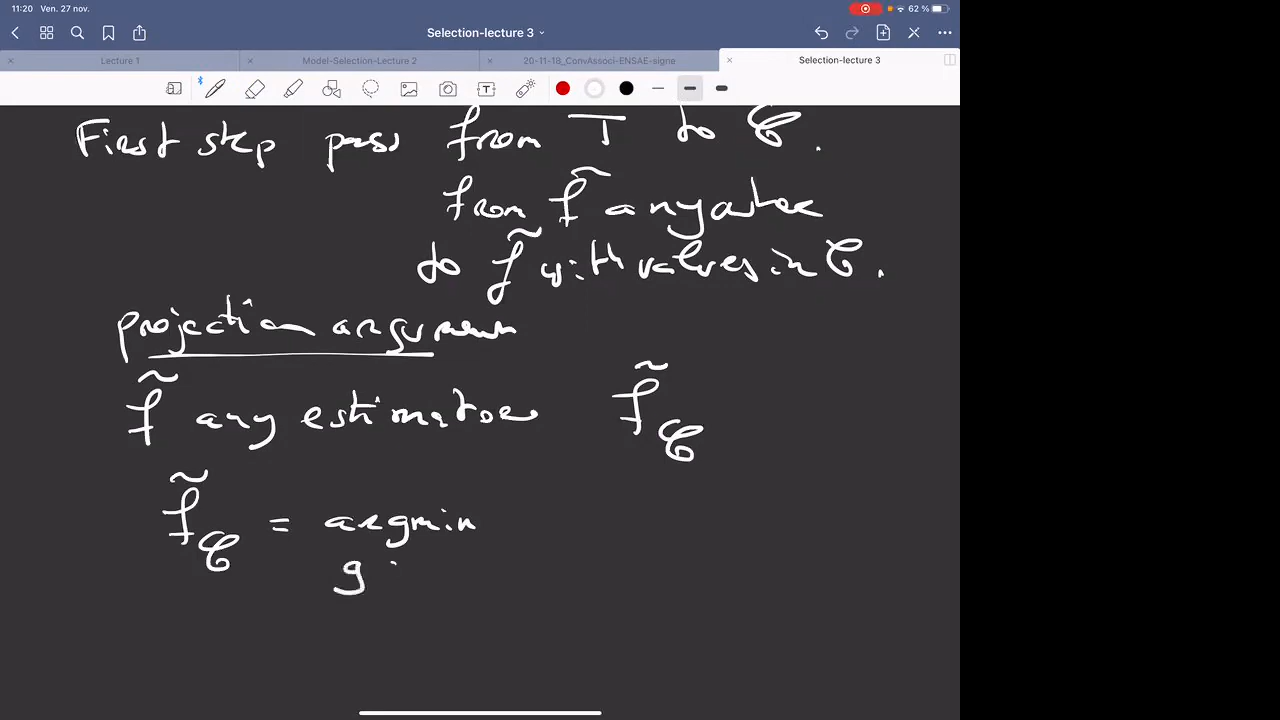 11:20 Ven. 27 nov. 62 %
Selection-lecture 3
Lecture 1 Model-Selection-Lecture 2 20-11-18_ConvAssoci-ENSAE-signe Selection-lecture 3
First step pass from T to 𝒞.
from f̃ anywhere
to f̃ with values in 𝒞.
projection argument
f̃ any estimator f̃_𝒞
f̃_𝒞 = argmin
g